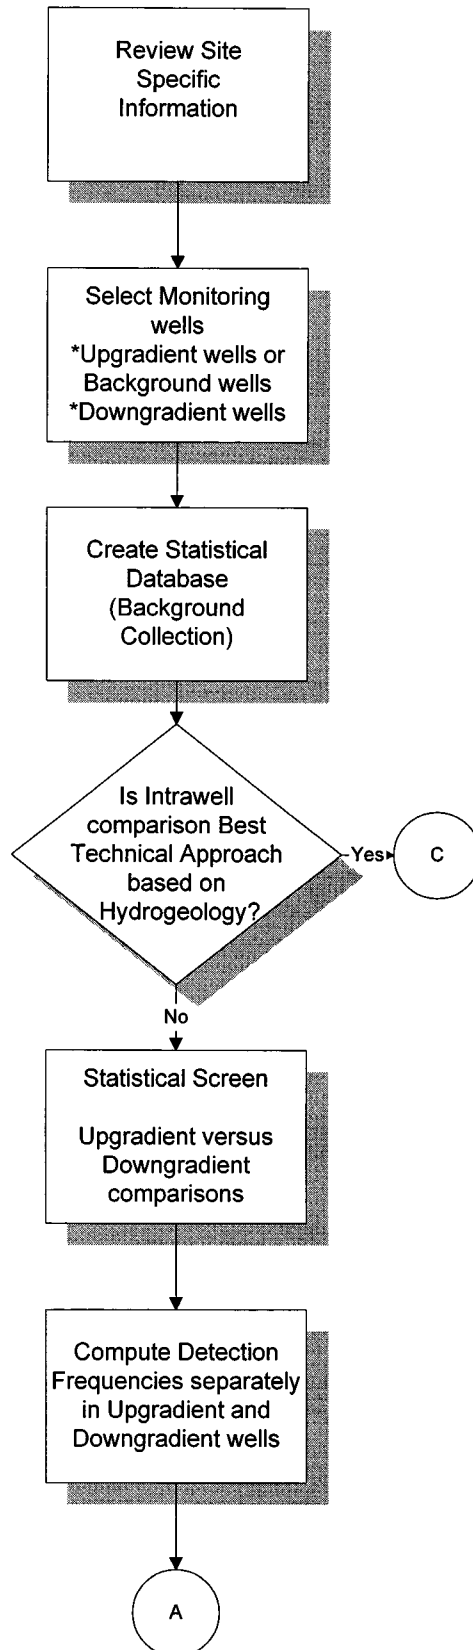 Review Site
Specific
Information
Select Monitoring
wells
*Upgradient wells or
Background wells
*Downgradient wells
Create Statistical
Database
(Background
Collection)
Is Intrawell
comparison Best
Technical Approach
based on
Hydrogeology?
Yes
C
No
Statistical Screen
Upgradient versus
Downgradient
comparisons
Compute Detection
Frequencies separately
in Upgradient and
Downgradient wells
A